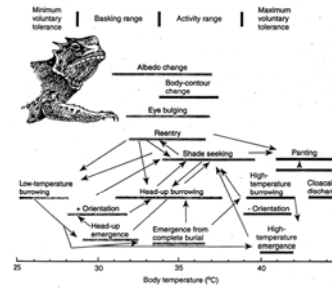 Minimum
voluntary
tolerance
Basking range
Activity range
Maximum
voluntary
tolerance
Albedo change
Body-contour
change
Eye bulging
Reentry
Shade seeking
Panting
Low-temperature
burrowing
Head-up burrowing
High-
temperature
burrowing
Cloacal
+ Orientation
- Orientation
Head-up
emergence
Emergence from
complete burial
High-
temperature
emergence
25
30
35
40
Body temperature (°C)